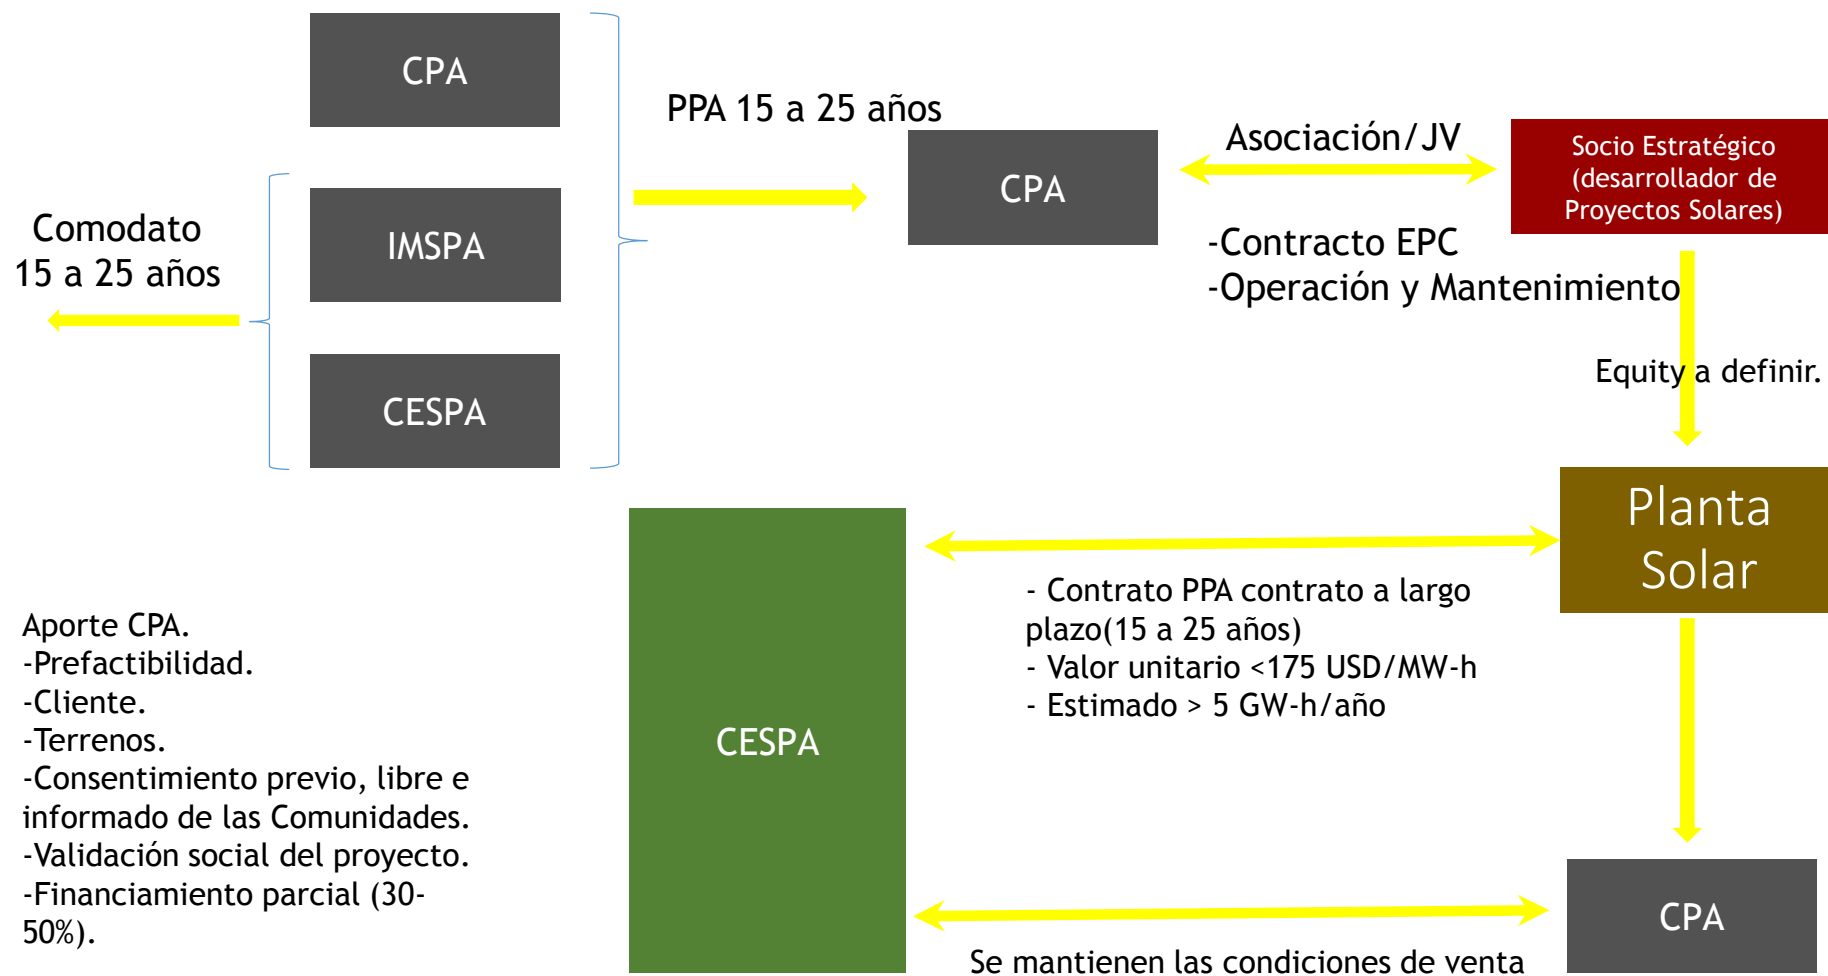 CPA
PPA 15 a 25 años
Asociación/JV
Socio Estratégico
(desarrollador de
Proyectos Solares)
CPA
Comodato
15 a 25 años
IMSPA
-Contracto EPC
-Operación y Mantenimiento
Equity a definir.
CESPA
Planta
Solar
- Contrato PPA contrato a largo
plazo(15 a 25 años)
- Valor unitario <175 USD/MW-h
- Estimado > 5 GW-h/año
Aporte CPA.
-Prefactibilidad.
-Cliente.
-Terrenos.
-Consentimiento previo, libre e
informado de las Comunidades.
-Validación social del proyecto.
-Financiamiento parcial (30-
50%).
CESPA
CPA
Se mantienen las condiciones de venta